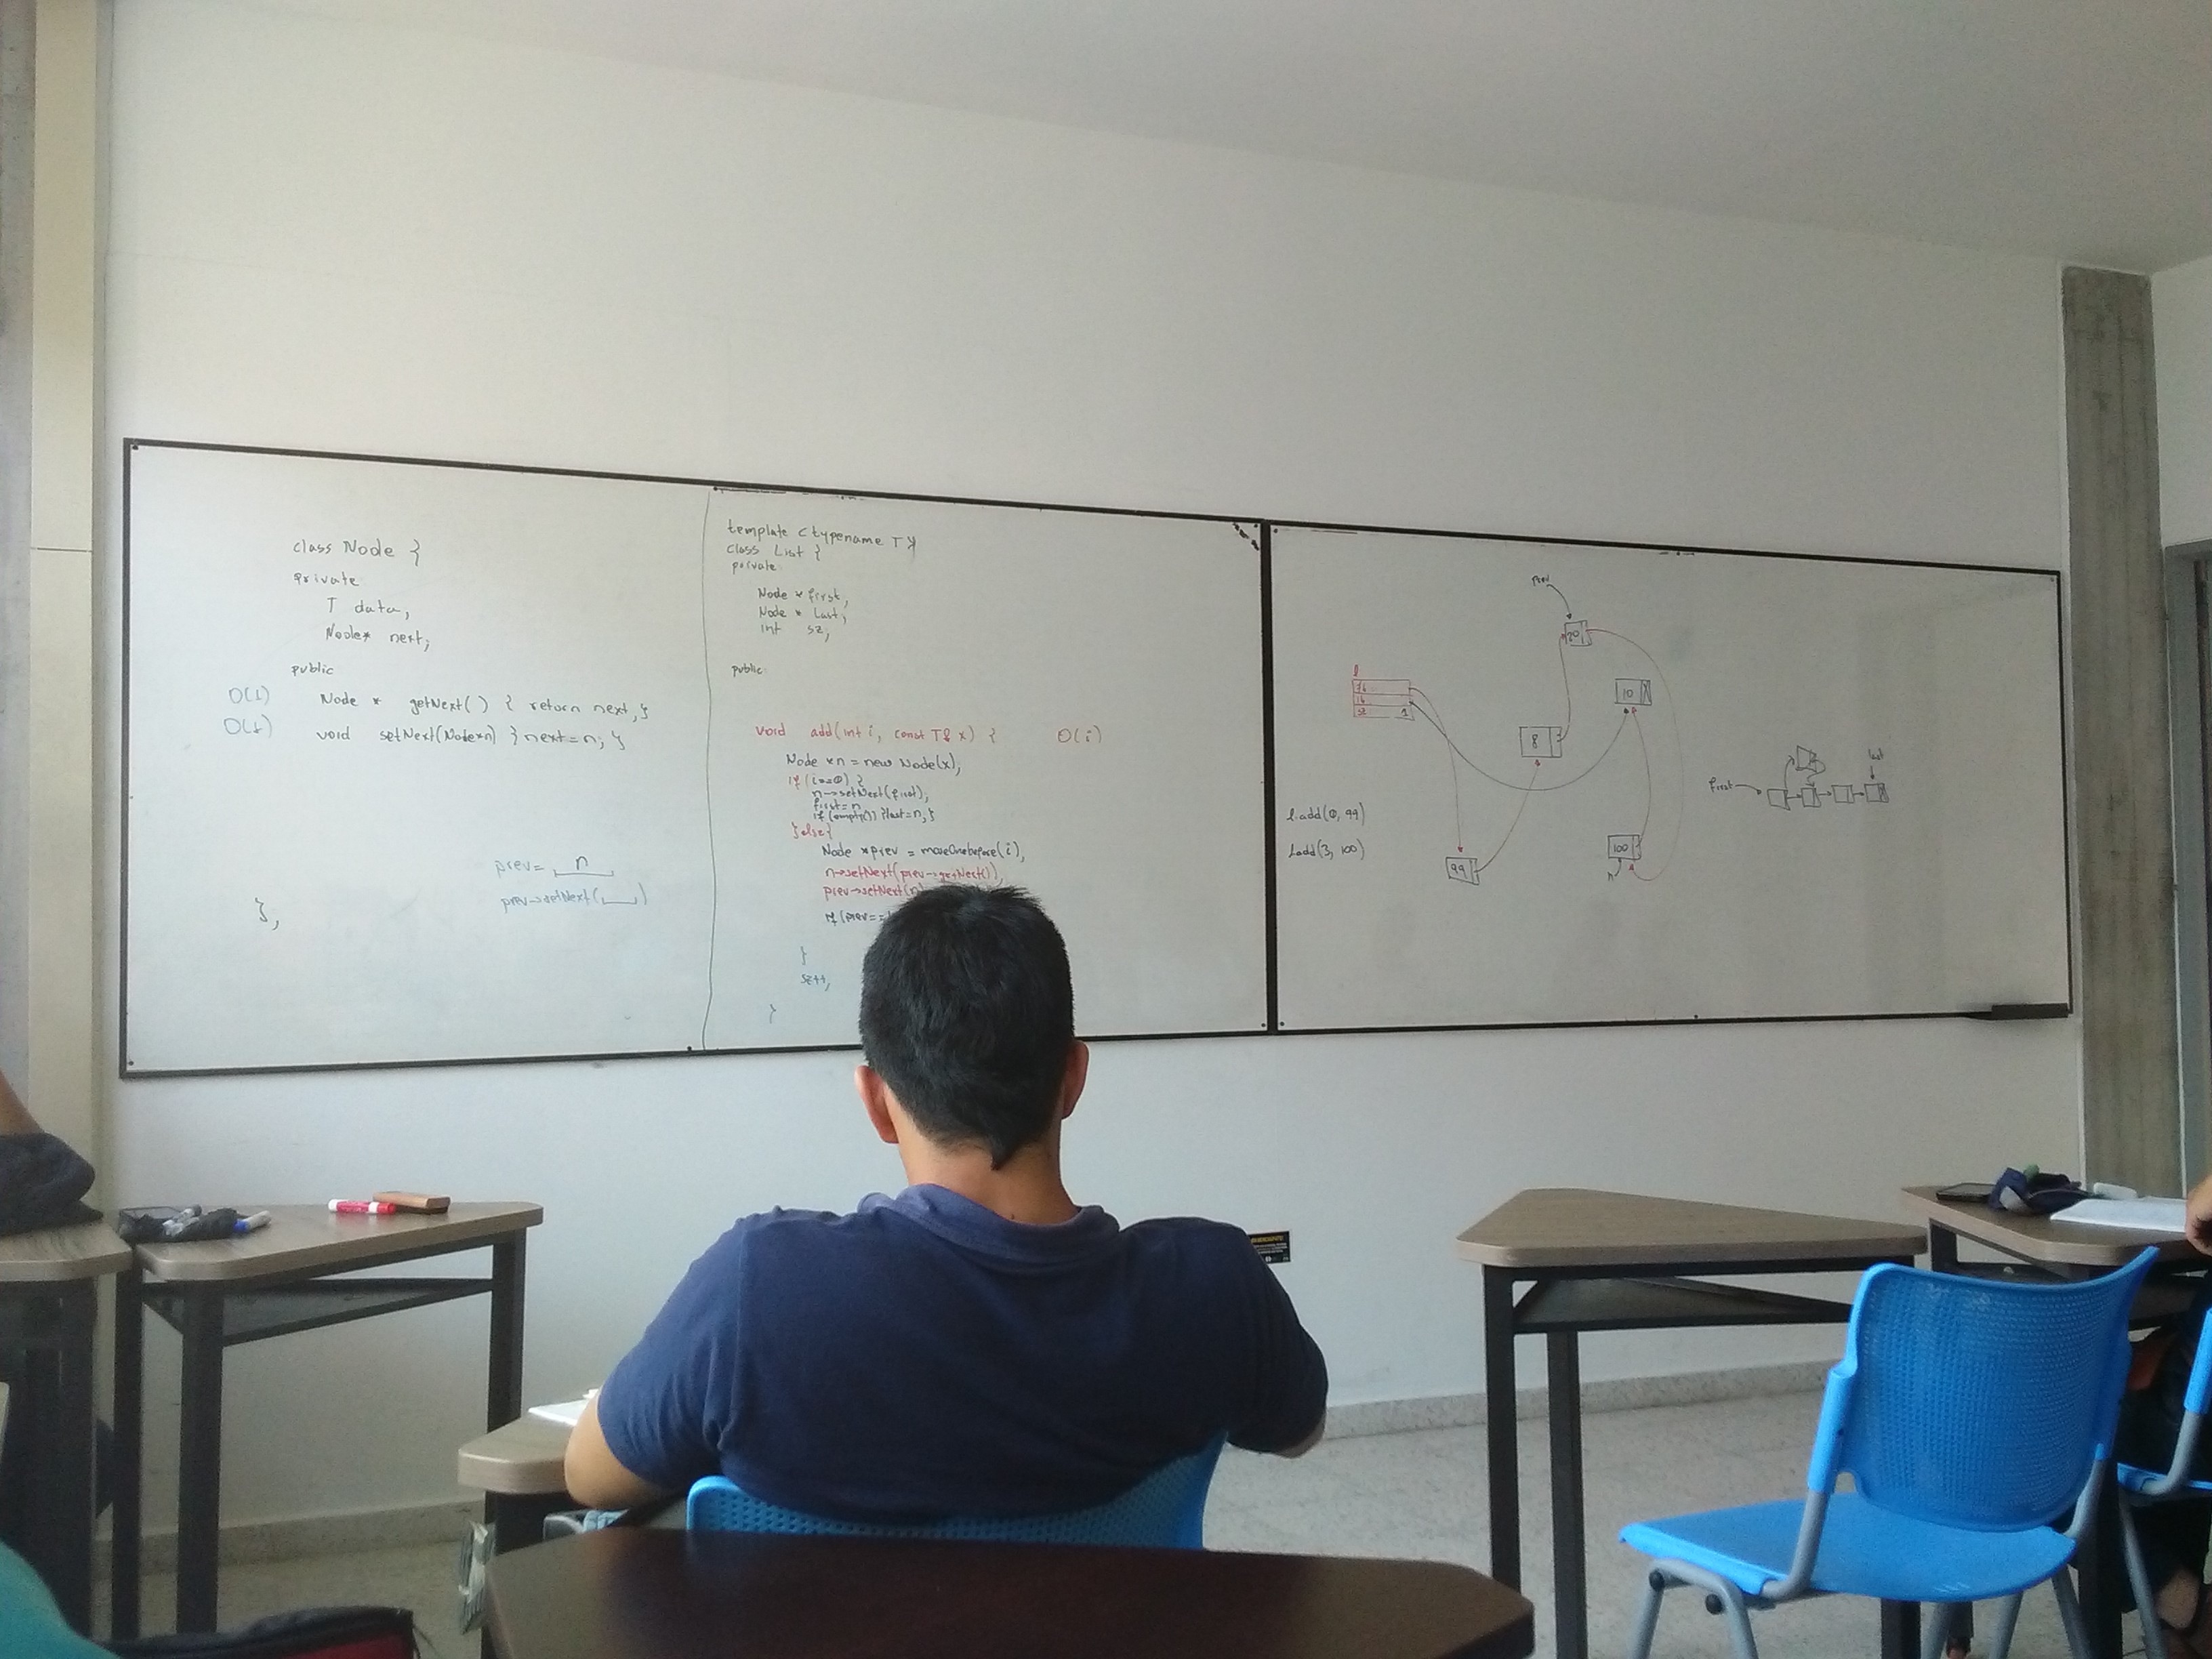 class Node {
private
T data,
Node* next;
public
O(1) Node * getNext() { return next, }
O(1) void setNext(Node*n) } next = n; }
prev = n
prev->setNext( )
},
template <typename T>
class List {
private
Node * first,
Node * Last,
int sz,
public
void add(int i, const T& x) { O(i)
Node *n = new Node(x),
if (i==0) {
n->setNext(first),
first = n
if (empty()) {last = n, }
} else {
Node *prev = moveOnebefore(i),
n->setNext(prev->getNext()),
prev->setNext(n)
if (prev==
}
sz++,
}
prev
20
l
10
sz
8
l.add(0, 99)
l.add(3, 100)
99
100
n
first
last